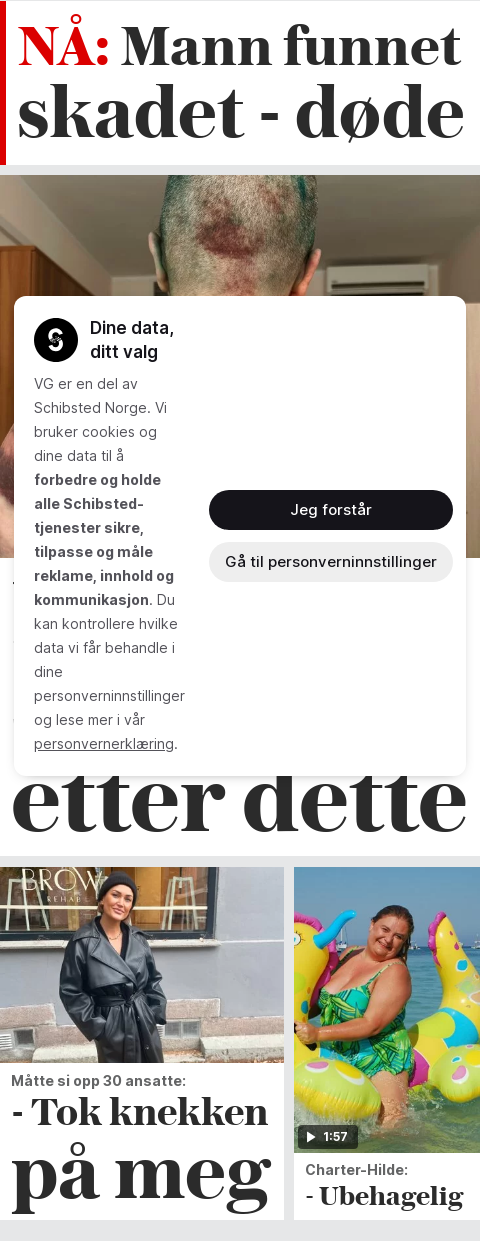 NÅ: Mann funnet
skadet - døde
Dine data,
ditt valg
VG er en del av
Schibsted Norge. Vi
bruker cookies og
dine data til å
forbedre og holde
alle Schibsted-
tjenester sikre,
tilpasse og måle
reklame, innhold og
kommunikasjon. Du
kan kontrollere hvilke
data vi får behandle i
dine
personverninnstillinger
og lese mer i vår
personvernerklæring.
Jeg forstår
Gå til personverninnstillinger
etter dette
BROW
REHAB
Måtte si opp 30 ansatte:
- Tok knekken
på meg
1:57
Charter-Hilde:
- Ubehagelig